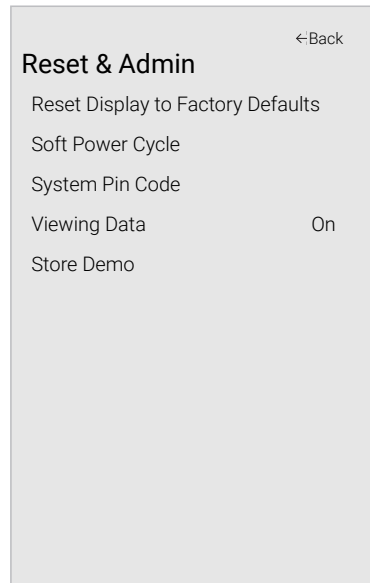 ←Back
Reset & Admin
Reset Display to Factory Defaults
Soft Power Cycle
System Pin Code
Viewing Data On
Store Demo